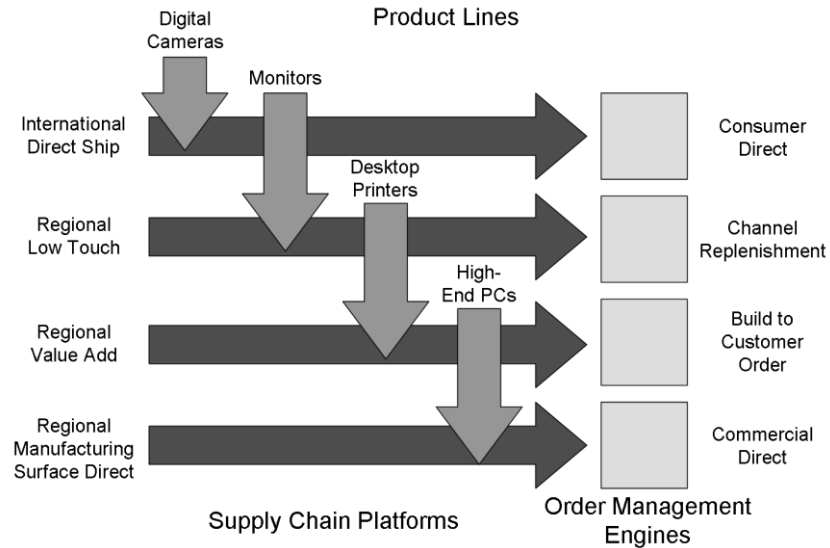 Digital
Cameras
Product Lines
Monitors
International
Direct Ship
Consumer
Direct
Desktop
Printers
Regional
Low Touch
Channel
Replenishment
High-
End PCs
Regional
Value Add
Build to
Customer
Order
Regional
Manufacturing
Surface Direct
Commercial
Direct
Supply Chain Platforms
Order Management
Engines